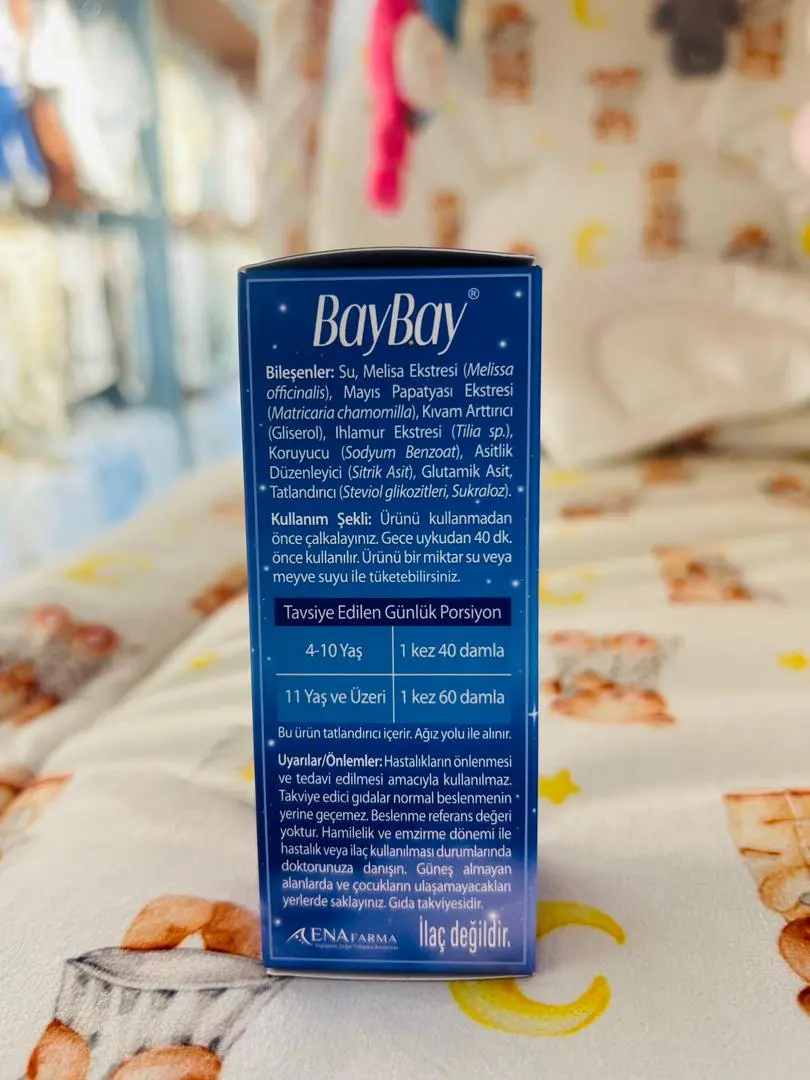 BayBay®
Bileşenler: Su, Melisa Ekstresi (Melissa
officinalis), Mayıs Papatyası Ekstresi
(Matricaria chamomilla), Kıvam Arttırıcı
(Gliserol), Ihlamur Ekstresi (Tilia sp.),
Koruyucu (Sodyum Benzoat), Asitlik
Düzenleyici (Sitrik Asit), Glutamik Asit,
Tatlandırıcı (Steviol glikozitleri, Sukraloz).
Kullanım Şekli: Ürünü kullanmadan
önce çalkalayınız. Gece uykudan 40 dk.
önce kullanılır. Ürünü bir miktar su veya
meyve suyu ile tüketebilirsiniz.
Tavsiye Edilen Günlük Porsiyon
4-10 Yaş 1 kez 40 damla
11 Yaş ve Üzeri 1 kez 60 damla
Bu ürün tatlandırıcı içerir. Ağız yolu ile alınır.
Uyarılar/Önlemler: Hastalıkların önlenmesi
ve tedavi edilmesi amacıyla kullanılmaz.
Takviye edici gıdalar normal beslenmenin
yerine geçemez. Beslenme referans değeri
yoktur. Hamilelik ve emzirme dönemi ile
hastalık veya ilaç kullanılması durumlarında
doktorunuza danışın. Güneş almayan
alanlarda ve çocukların ulaşamayacakları
yerlerde saklayınız. Gıda takviyesidir.
ENAFARMA
İlaç değildir.